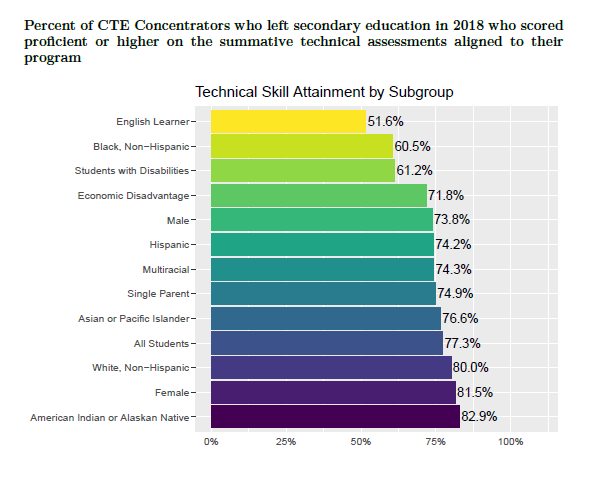 Percent of CTE Concentrators who left secondary education in 2018 who scored
proficient or higher on the summative technical assessments aligned to their
program
Technical Skill Attainment by Subgroup
English Learner 51.6%
Black, Non−Hispanic 60.5%
Students with Disabilities 61.2%
Economic Disadvantage 71.8%
Male 73.8%
Hispanic 74.2%
Multiracial 74.3%
Single Parent 74.9%
Asian or Pacific Islander 76.6%
All Students 77.3%
White, Non−Hispanic 80.0%
Female 81.5%
American Indian or Alaskan Native 82.9%
0% 25% 50% 75% 100%